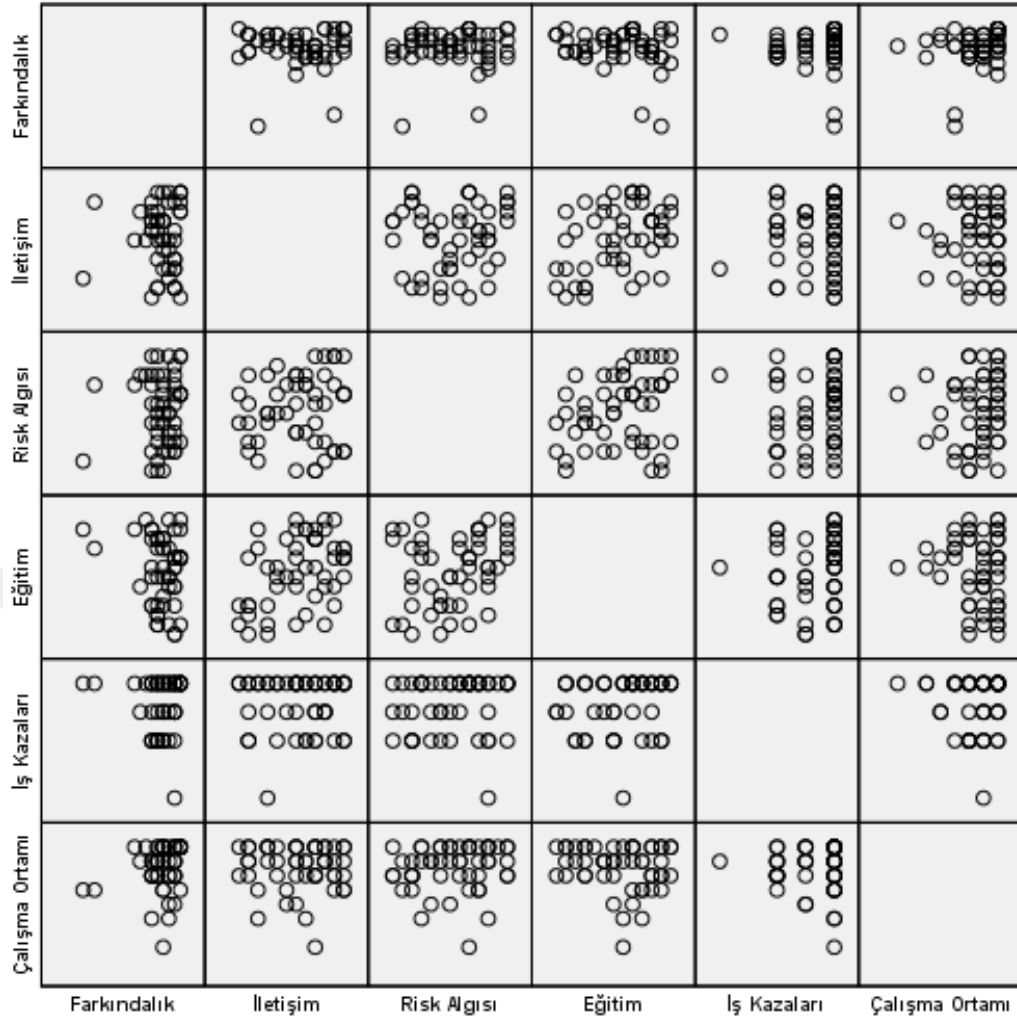 Farkındalık
İletişim
Risk Algısı
Eğitim
İş Kazaları
Çalışma Ortamı
Farkındalık
İletişim
Risk Algısı
Eğitim
İş Kazaları
Çalışma Ortamı